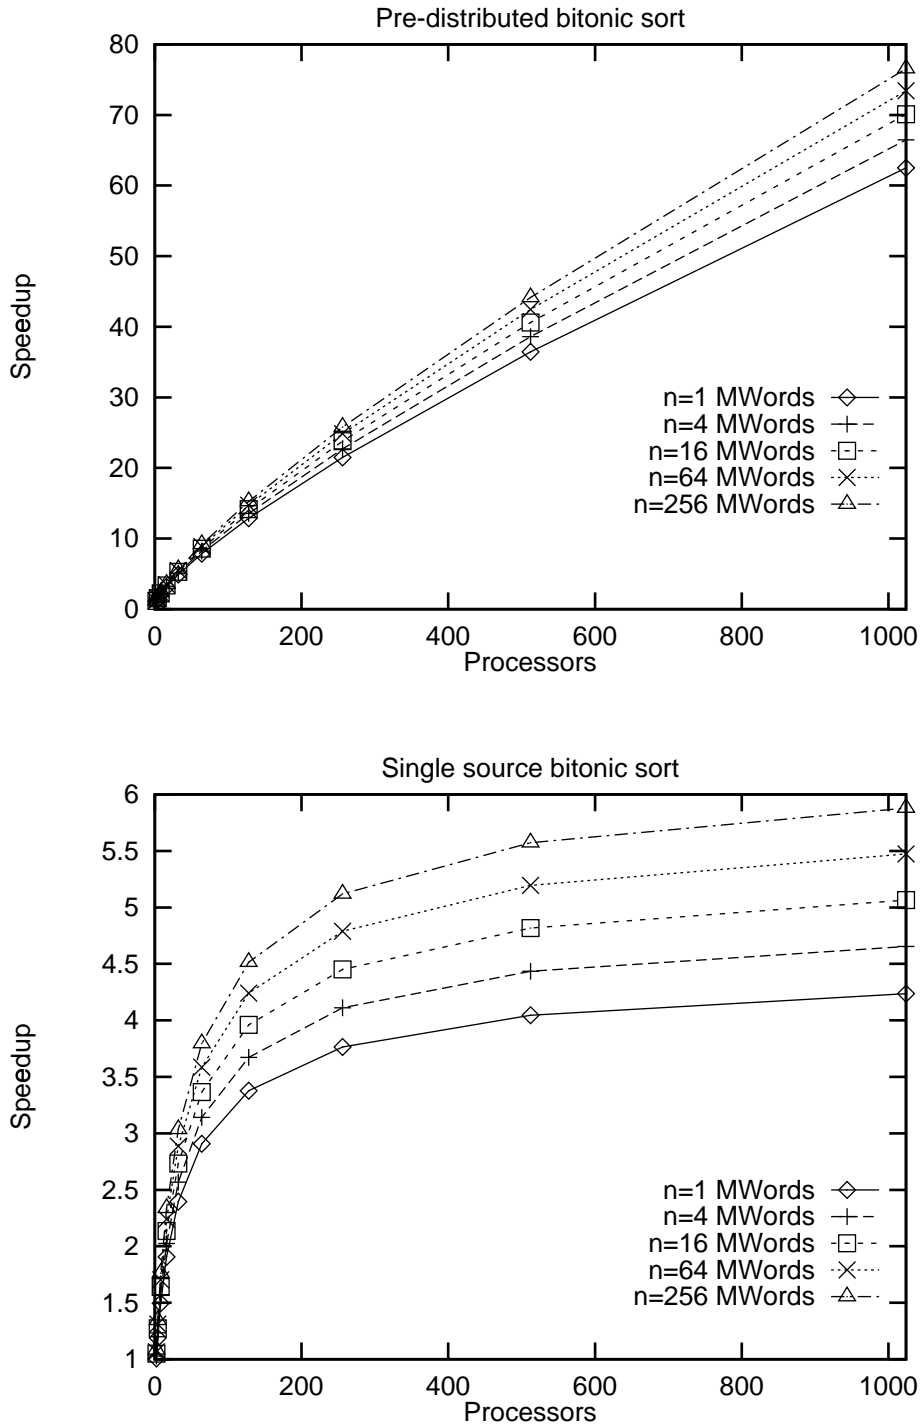 Pre-distributed bitonic sort
80
70
60
50
40
30
20
10
0
Speedup
n=1 MWords
n=4 MWords
n=16 MWords
n=64 MWords
n=256 MWords
0 200 400 600 800 1000
Processors
Single source bitonic sort
6
5.5
5
4.5
4
3.5
3
2.5
2
1.5
1
Speedup
n=1 MWords
n=4 MWords
n=16 MWords
n=64 MWords
n=256 MWords
0 200 400 600 800 1000
Processors